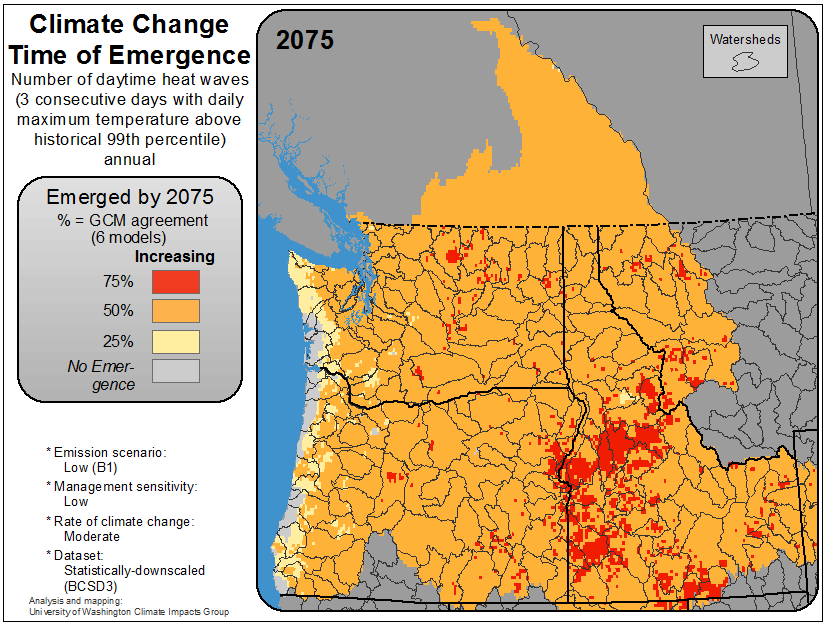 Climate Change
Time of Emergence
Number of daytime heat waves
(3 consecutive days with daily
maximum temperature above
historical 99th percentile)
annual
Emerged by 2075
% = GCM agreement
(6 models)
Increasing
75%
50%
25%
No Emer-
gence
* Emission scenario:
Low (B1)
* Management sensitivity:
Low
* Rate of climate change:
Moderate
* Dataset:
Statistically-downscaled
(BCSD3)
Analysis and mapping:
University of Washington Climate Impacts Group
2075
Watersheds